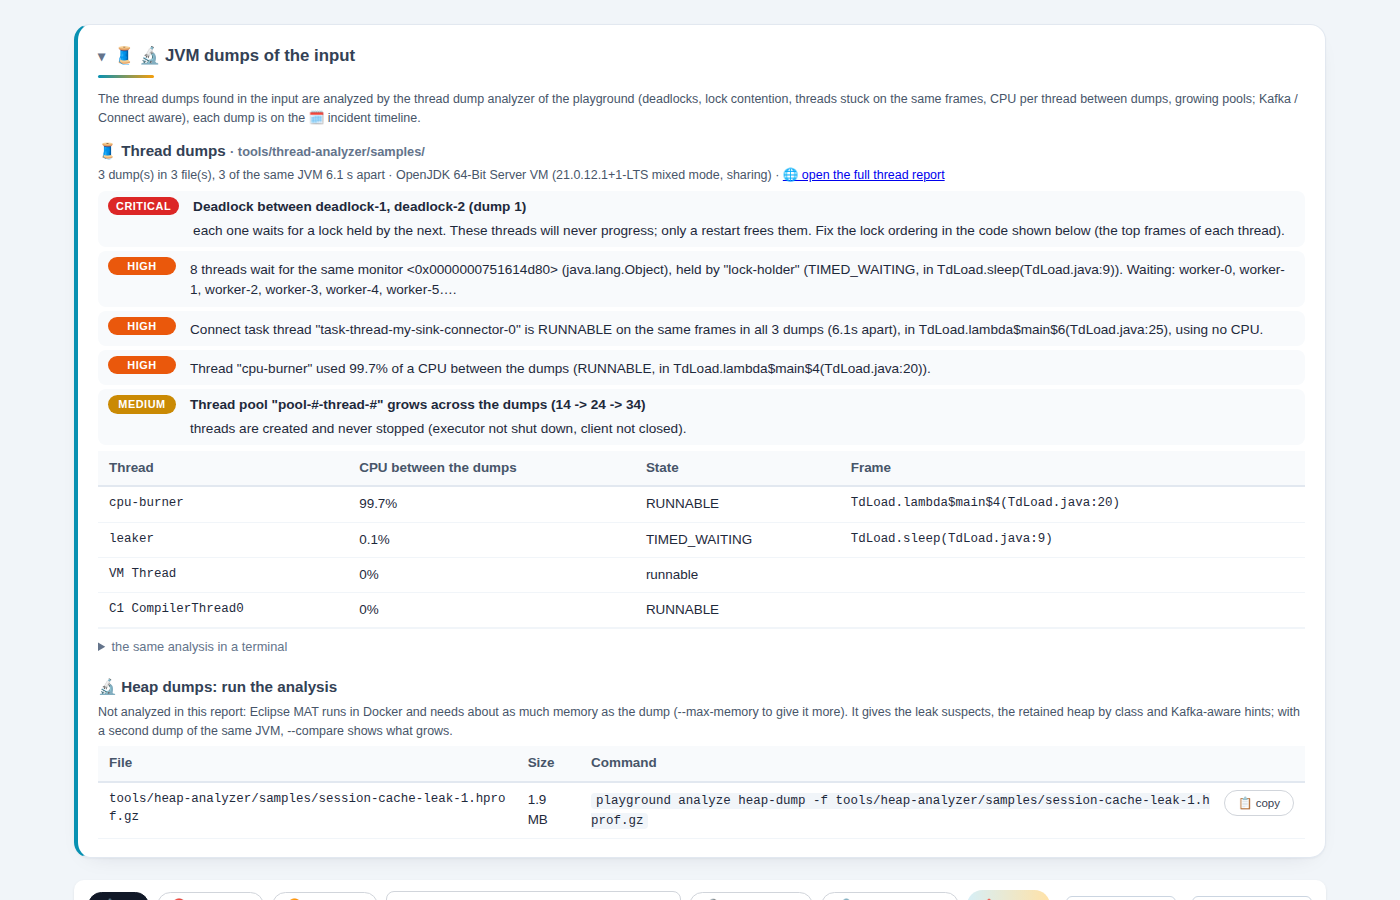 ▼ 🧵 🔬 JVM dumps of the input
The thread dumps found in the input are analyzed by the thread dump analyzer of the playground (deadlocks, lock contention, threads stuck on the same frames, CPU per thread between dumps, growing pools; Kafka /
Connect aware), each dump is on the 🗓️ incident timeline.
🧵 Thread dumps · tools/thread-analyzer/samples/
3 dump(s) in 3 file(s), 3 of the same JVM 6.1 s apart · OpenJDK 64-Bit Server VM (21.0.12.1+1-LTS mixed mode, sharing) · 🌐 open the full thread report
CRITICAL Deadlock between deadlock-1, deadlock-2 (dump 1)
each one waits for a lock held by the next. These threads will never progress; only a restart frees them. Fix the lock ordering in the code shown below (the top frames of each thread).
HIGH 8 threads wait for the same monitor <0x0000000751614d80> (java.lang.Object), held by "lock-holder" (TIMED_WAITING, in TdLoad.sleep(TdLoad.java:9)). Waiting: worker-0, worker-
1, worker-2, worker-3, worker-4, worker-5….
HIGH Connect task thread "task-thread-my-sink-connector-0" is RUNNABLE on the same frames in all 3 dumps (6.1s apart), in TdLoad.lambda$main$6(TdLoad.java:25), using no CPU.
HIGH Thread "cpu-burner" used 99.7% of a CPU between the dumps (RUNNABLE, in TdLoad.lambda$main$4(TdLoad.java:20)).
MEDIUM Thread pool "pool-#-thread-#" grows across the dumps (14 -> 24 -> 34)
threads are created and never stopped (executor not shut down, client not closed).
Thread CPU between the dumps State Frame
cpu-burner 99.7% RUNNABLE TdLoad.lambda$main$4(TdLoad.java:20)
leaker 0.1% TIMED_WAITING TdLoad.sleep(TdLoad.java:9)
VM Thread 0% runnable
C1 CompilerThread0 0% RUNNABLE
▶ the same analysis in a terminal
🔬 Heap dumps: run the analysis
Not analyzed in this report: Eclipse MAT runs in Docker and needs about as much memory as the dump (--max-memory to give it more). It gives the leak suspects, the retained heap by class and Kafka-aware hints; with
a second dump of the same JVM, --compare shows what grows.
File Size Command
tools/heap-analyzer/samples/session-cache-leak-1.hpro 1.9 playground analyze heap-dump -f tools/heap-analyzer/samples/session-cache-leak-1.h 📋 copy
f.gz MB prof.gz